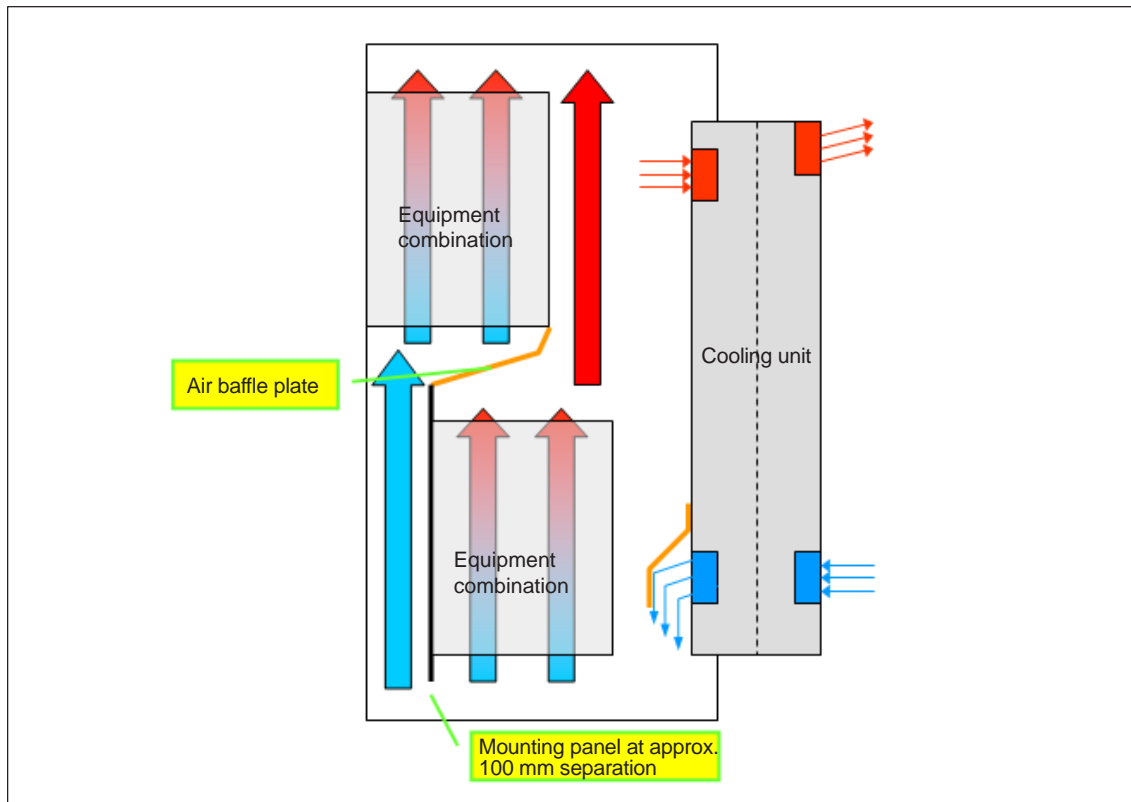 Equipment
combination
Cooling unit
Air baffle plate
Equipment
combination
Mounting panel at approx.
100 mm separation